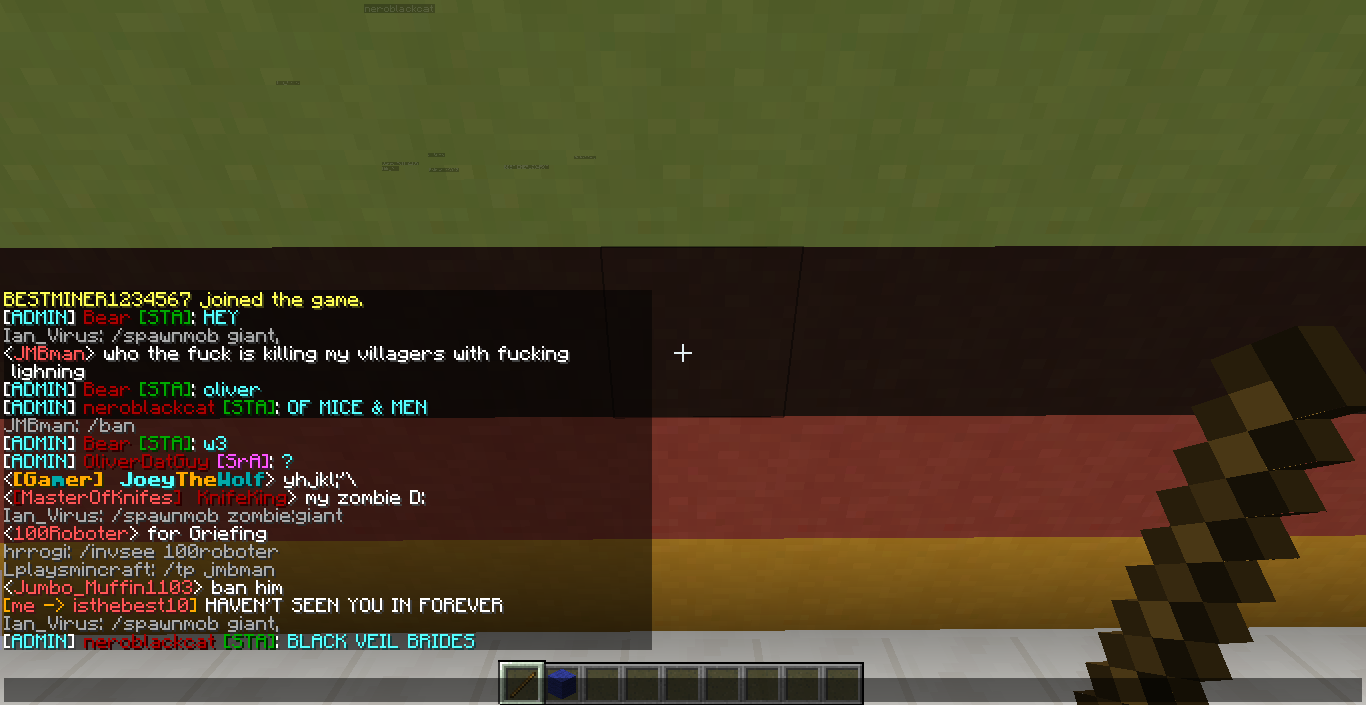 neroblackcat
BESTMINER1234567 joined the game.
[ADMIN] Bear [STA]: HEY
Ian_Virus: /spawnmob giant,
<JMBman> who the fuck is killing my villagers with fucking
lighning
[ADMIN] Bear [STA]: oliver
[ADMIN] neroblackcat [STA]: OF MICE & MEN
JMBman: /ban
[ADMIN] Bear [STA]: w3
[ADMIN] OliverDatGuy [SrA]: ?
<[Gamer] JoeyTheWolf> yhjkl;'\
<[MasterOfKnifes] KnifeKing> my zombie D:
Ian_Virus: /spawnmob zombie:giant
<100Roboter> for Griefing
hrrogi: /invsee 100roboter
Lplaysmincraft: /tp jmbman
<Jumbo_Muffin1103> ban him
[me -> isthebest10] HAVEN'T SEEN YOU IN FOREVER
Ian_Virus: /spawnmob giant,
[ADMIN] neroblackcat [STA]: BLACK VEIL BRIDES